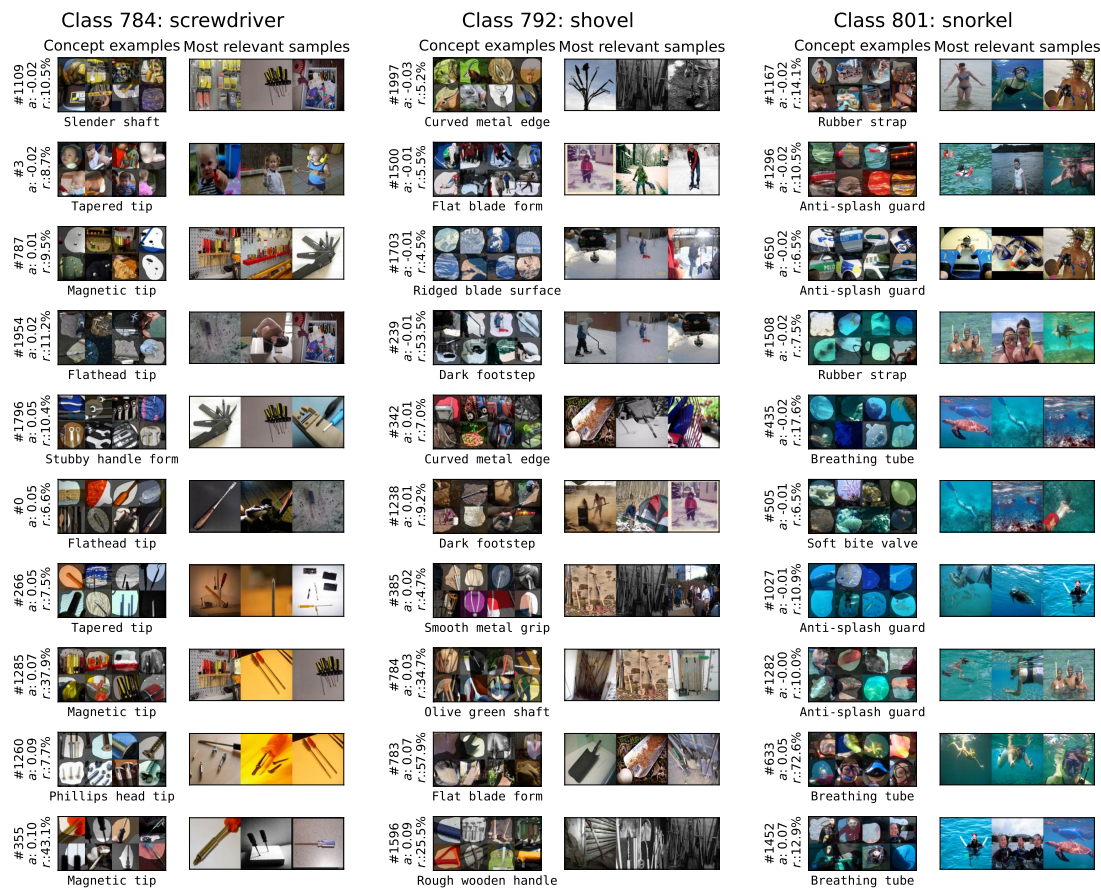 Class 784: screwdriver
Concept examples Most relevant samples
#1109
a: -0.02
r.:10.5%
Slender shaft
#3
a: -0.02
r.:8.7%
Tapered tip
#787
a: 0.01
r.:9.5%
Magnetic tip
#1954
a: 0.02
r.:11.2%
Flathead tip
#1796
a: 0.05
r.:10.4%
Stubby handle form
#0
a: 0.05
r.:6.6%
Flathead tip
#266
a: 0.05
r.:7.5%
Tapered tip
#1285
a: 0.07
r.:37.9%
Magnetic tip
#1260
a: 0.09
r.:7.7%
Phillips head tip
#355
a: 0.10
r.:43.1%
Magnetic tip
Class 792: shovel
Concept examples Most relevant samples
#1997
a: -0.03
r.:5.2%
Curved metal edge
#1500
a: -0.01
r.:5.5%
Flat blade form
#1703
a: -0.01
r.:4.5%
Ridged blade surface
#239
a: -0.01
r.:53.5%
Dark footstep
#342
a: 0.01
r.:7.0%
Curved metal edge
#1238
a: 0.01
r.:9.2%
Dark footstep
#385
a: 0.02
r.:4.7%
Smooth metal grip
#784
a: 0.03
r.:34.7%
Olive green shaft
#783
a: 0.07
r.:57.9%
Flat blade form
#1596
a: 0.09
r.:25.5%
Rough wooden handle
Class 801: snorkel
Concept examples Most relevant samples
#1167
a: -0.02
r.:14.1%
Rubber strap
#1296
a: -0.02
r.:10.5%
Anti-splash guard
#650
a: -0.02
r.:6.5%
Anti-splash guard
#1508
a: -0.02
r.:7.5%
Rubber strap
#435
a: -0.02
r.:17.6%
Breathing tube
#505
a: -0.01
r.:6.5%
Soft bite valve
#1027
a: -0.01
r.:10.9%
Anti-splash guard
#1282
a: -0.00
r.:10.0%
Anti-splash guard
#633
a: 0.05
r.:72.6%
Breathing tube
#1452
a: 0.07
r.:12.9%
Breathing tube